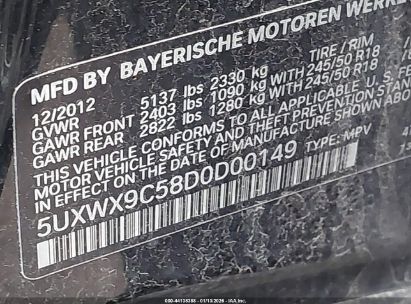 MFD BY BAYERISCHE MOTOREN WERKE
12/2012 TIRE / RIM
GVWR 5137 lbs 2330 kg
GAWR FRONT 2403 lbs 1090 kg WITH 245/50 R18
GAWR REAR 2822 lbs 1280 kg WITH 245/50 R18
THIS VEHICLE CONFORMS TO ALL APPLICABLE U.S. FE
MOTOR VEHICLE SAFETY AND THEFT PREVENTION STA
IN EFFECT ON THE DATE OF MANUFACTURE SHOWN ABO
5UXWX9C58D0D00149 TYPE: MPV